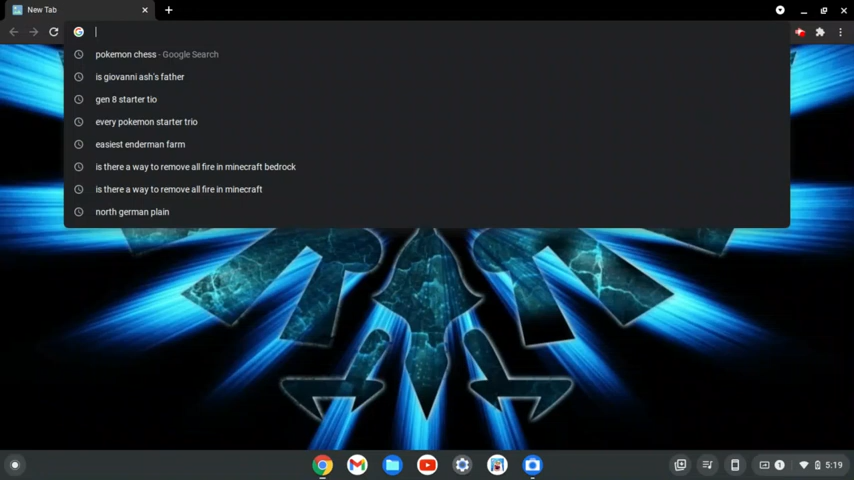 New Tab
pokemon chess - Google Search
is giovanni ash's father
gen 8 starter tio
every pokemon starter trio
easiest enderman farm
is there a way to remove all fire in minecraft bedrock
is there a way to remove all fire in minecraft
north german plain
1 5:19